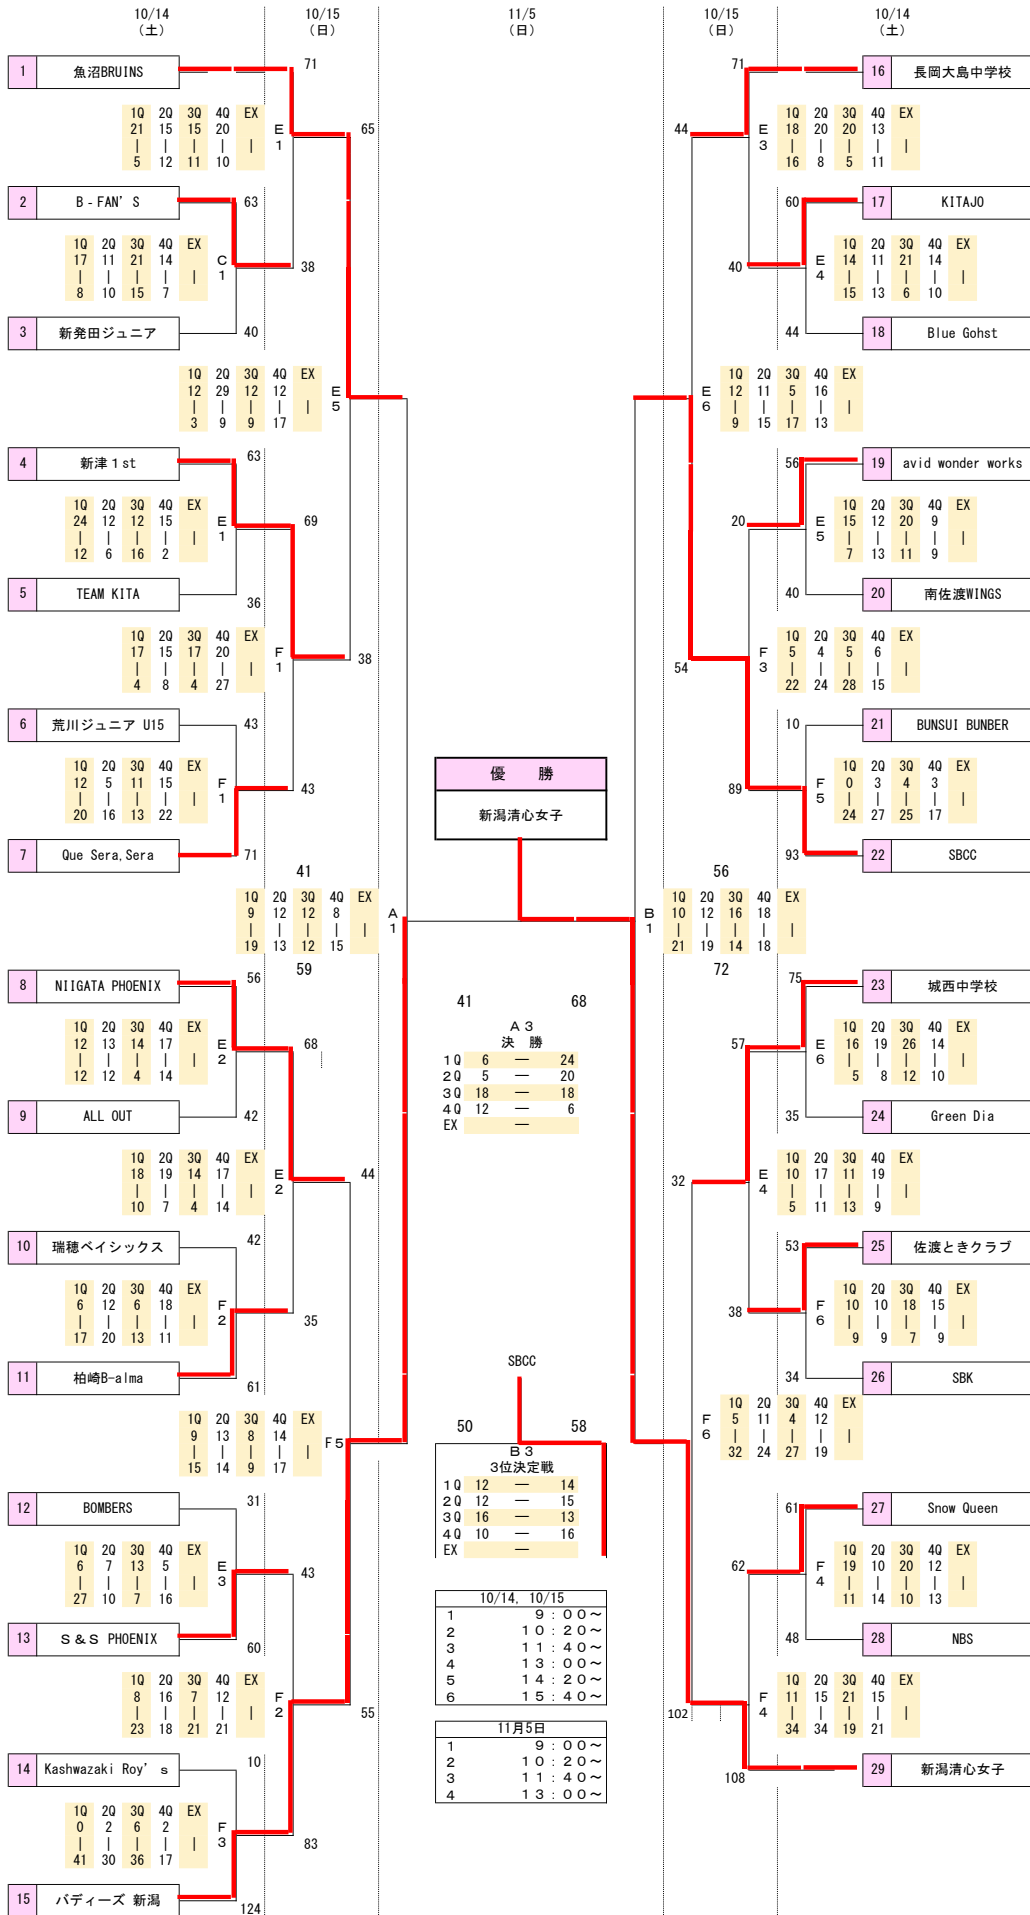 10/14 10/15 11/5 10/15 10/14
（土） （日） （日） （日） （土）
1 魚沼BRUINS 71
1Q 2Q 3Q 4Q EX
21 15 15 20
| | | | |
5 12 11 10
E1
65
2 B-FAN'S 63
1Q 2Q 3Q 4Q EX
17 11 21 14
| | | | |
8 10 15 7
C1
38
3 新発田ジュニア 40
1Q 2Q 3Q 4Q EX
12 29 12 12
| | | | |
3 9 9 17
E5
4 新津1st 63
1Q 2Q 3Q 4Q EX
24 12 12 15
| | | | |
12 6 16 2
E1
69
5 TEAM KITA 36
1Q 2Q 3Q 4Q EX
17 15 17 20
| | | | |
4 8 4 27
F1
38
6 荒川ジュニア U15 43
1Q 2Q 3Q 4Q EX
12 5 11 15
| | | | |
20 16 13 22
F1
43
7 Que Sera,Sera 71
41
1Q 2Q 3Q 4Q EX
9 12 12 8
| | | | |
19 13 12 15
A1
59
8 NIIGATA PHOENIX 56
1Q 2Q 3Q 4Q EX
12 13 14 17
| | | | |
12 12 4 14
E2
68
9 ALL OUT 42
1Q 2Q 3Q 4Q EX
18 19 14 17
| | | | |
10 7 4 14
E2
44
10 瑞穂ベイシックス 42
1Q 2Q 3Q 4Q EX
6 12 6 18
| | | | |
17 20 13 11
F2
35
11 柏崎B-alma 61
1Q 2Q 3Q 4Q EX
9 13 8 14
| | | | |
15 14 9 17
F5
12 BOMBERS 31
1Q 2Q 3Q 4Q EX
6 7 13 5
| | | | |
27 10 7 16
E3
43
13 S&S PHOENIX 60
1Q 2Q 3Q 4Q EX
8 16 7 12
| | | | |
23 18 21 21
F2
55
14 Kashwazaki Roy's 10
1Q 2Q 3Q 4Q EX
0 2 6 2
| | | | |
41 30 36 17
F3
83
15 バディーズ 新潟 124
優　勝
新潟清心女子
41 68
A3
決 勝
1Q 6 ― 24
2Q 5 ― 20
3Q 18 ― 18
4Q 12 ― 6
EX ―
SBCC
50 58
B3
3位決定戦
1Q 12 ― 14
2Q 12 ― 15
3Q 16 ― 13
4Q 10 ― 16
EX ―
10/14, 10/15
1 9：00～
2 10：20～
3 11：40～
4 13：00～
5 14：20～
6 15：40～
11月5日
1 9：00～
2 10：20～
3 11：40～
4 13：00～
71 16 長岡大島中学校
44
E3
1Q 2Q 3Q 4Q EX
18 20 20 13
| | | | |
16 8 5 11
60 17 KITAJO
40
E4
1Q 2Q 3Q 4Q EX
14 11 21 14
| | | | |
15 13 6 10
44 18 Blue Gohst
E6
1Q 2Q 3Q 4Q EX
12 11 5 16
| | | | |
9 15 17 13
56 19 avid wonder works
20
E5
1Q 2Q 3Q 4Q EX
15 12 20 9
| | | | |
7 13 11 9
40 20 南佐渡WINGS
54
F3
1Q 2Q 3Q 4Q EX
5 4 5 6
| | | | |
22 24 28 15
10 21 BUNSUI BUNBER
89
F5
1Q 2Q 3Q 4Q EX
0 3 4 3
| | | | |
24 27 25 17
93 22 SBCC
56
B1
1Q 2Q 3Q 4Q EX
10 12 16 18
| | | | |
21 19 14 18
72
75 23 城西中学校
57
E6
1Q 2Q 3Q 4Q EX
16 19 26 14
| | | | |
5 8 12 10
35 24 Green Dia
32
E4
1Q 2Q 3Q 4Q EX
10 17 11 19
| | | | |
5 11 13 9
53 25 佐渡ときクラブ
38
F6
1Q 2Q 3Q 4Q EX
10 10 18 15
| | | | |
9 9 7 9
34 26 SBK
F6
1Q 2Q 3Q 4Q EX
5 11 4 12
| | | | |
32 24 27 19
61 27 Snow Queen
62
F4
1Q 2Q 3Q 4Q EX
19 10 20 12
| | | | |
11 14 10 13
48 28 NBS
102
F4
1Q 2Q 3Q 4Q EX
11 15 21 15
| | | | |
34 34 19 21
108 29 新潟清心女子